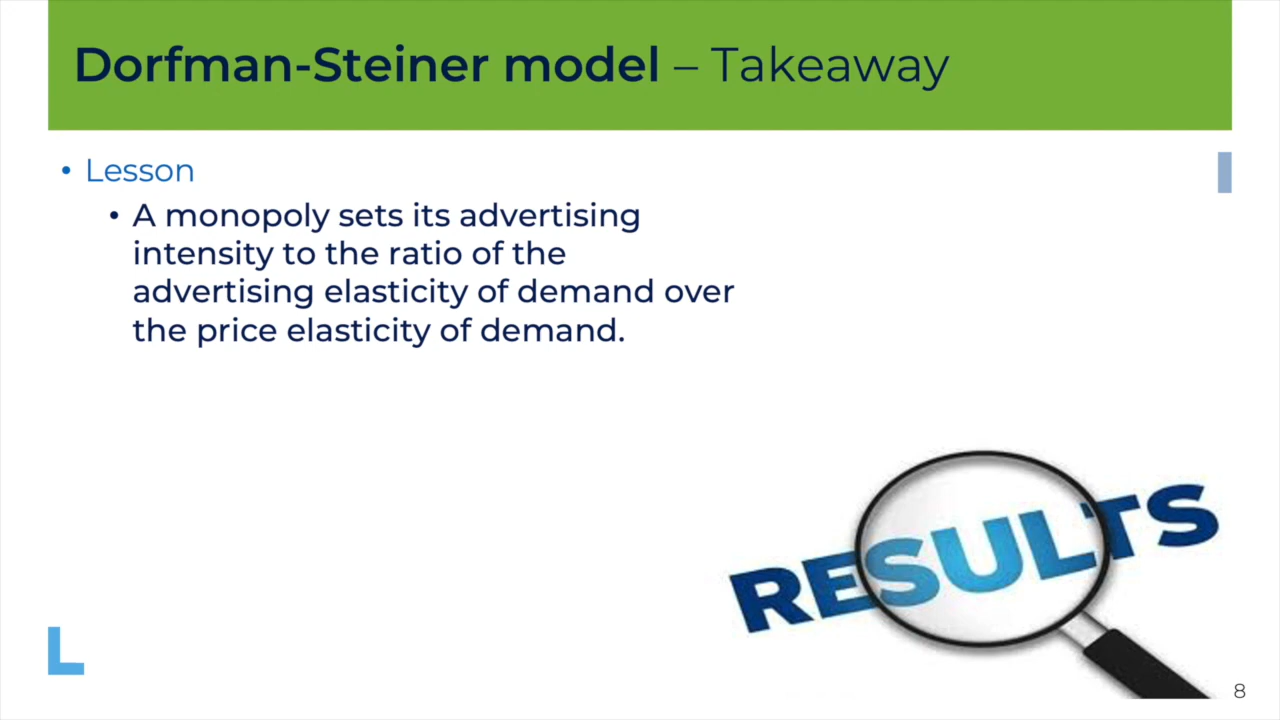 Dorfman-Steiner model – Takeaway
• Lesson
• A monopoly sets its advertising
intensity to the ratio of the
advertising elasticity of demand over
the price elasticity of demand.
RESULTS
L
8